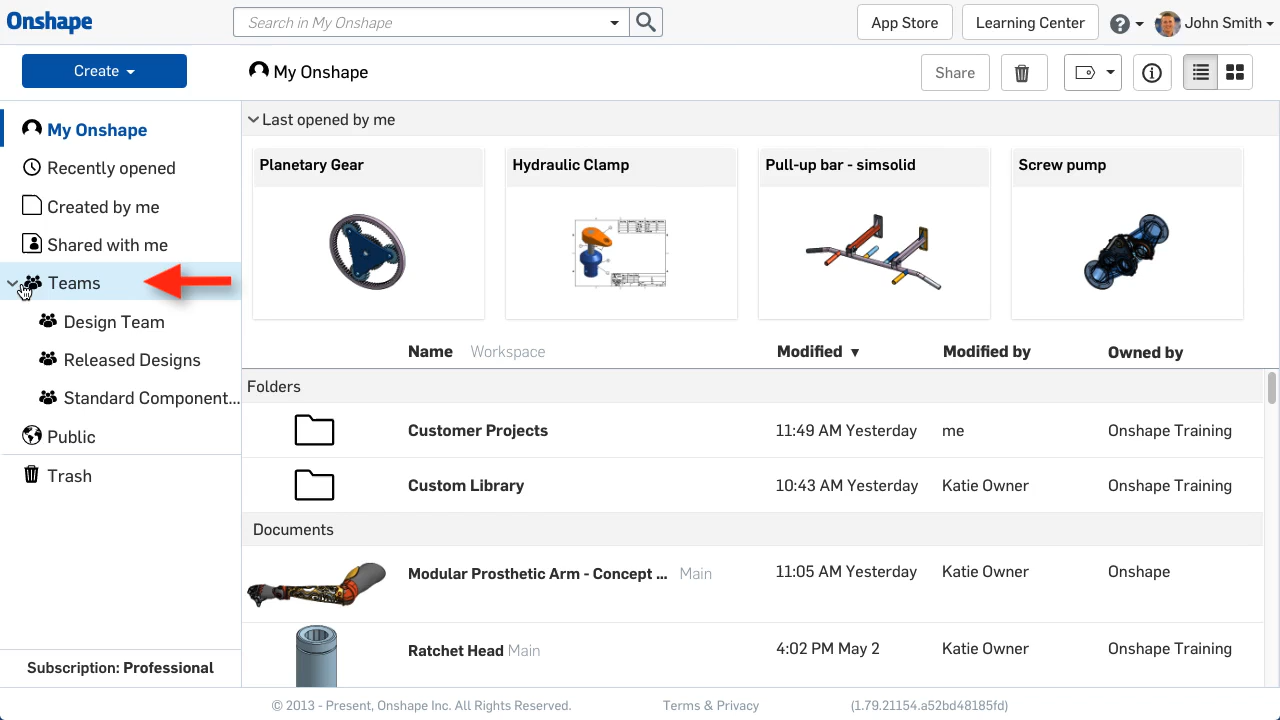 Onshape
Search in My Onshape
App Store
Learning Center
John Smith
Create
My Onshape
Share
My Onshape
Recently opened
Created by me
Shared with me
Teams
Design Team
Released Designs
Standard Component...
Public
Trash
Subscription: Professional
Last opened by me
Planetary Gear
Hydraulic Clamp
Pull-up bar - simsolid
Screw pump
Name Workspace Modified ▼ Modified by Owned by
Folders
Customer Projects 11:49 AM Yesterday me Onshape Training
Custom Library 10:43 AM Yesterday Katie Owner Onshape Training
Documents
Modular Prosthetic Arm - Concept ... Main 11:05 AM Yesterday Katie Owner Onshape
Ratchet Head Main 4:02 PM May 2 Katie Owner Onshape Training
© 2013 - Present, Onshape Inc. All Rights Reserved. Terms & Privacy (1.79.21154.a52bd48185fd)